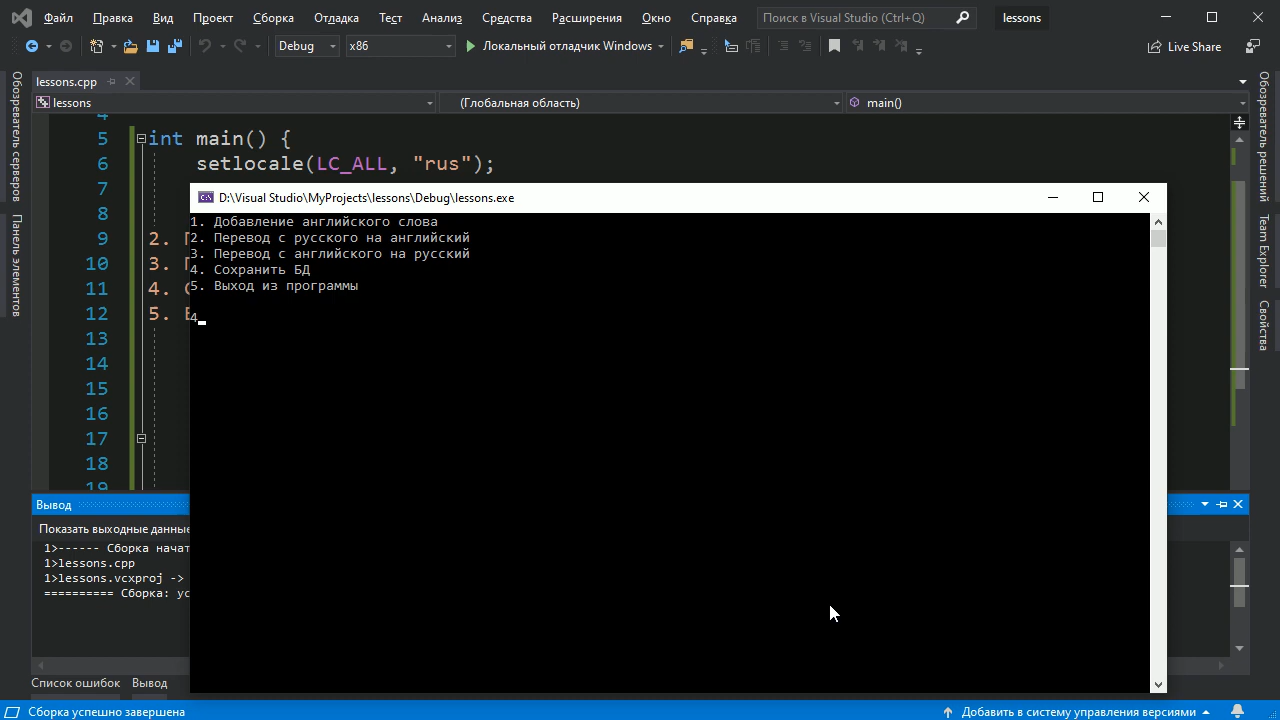 Файл Правка Вид Проект Сборка Отладка Тест Анализ Средства Расширения Окно Справка Поиск в Visual Studio (Ctrl+Q) lessons
Debug x86 Локальный отладчик Windows Live Share
Обозреватель серверов
Панель элементов
lessons.cpp
lessons (Глобальная область) main()
4
5 int main() {
6 setlocale(LC_ALL, "rus");
7
8
9 2.
10 3.
11 4.
12 5.
13
14
15
16
17
18
19
D:\Visual Studio\MyProjects\lessons\Debug\lessons.exe
1. Добавление английского слова
2. Перевод с русского на английский
3. Перевод с английского на русский
4. Сохранить БД
5. Выход из программы
4
Вывод
Показать выходные данные
1>------ Сборка начат
1>lessons.cpp
1>lessons.vcxproj ->
========== Сборка: ус
Список ошибок Вывод
Обозреватель решений
Team Explorer
Свойства
Сборка успешно завершена Добавить в систему управления версиями